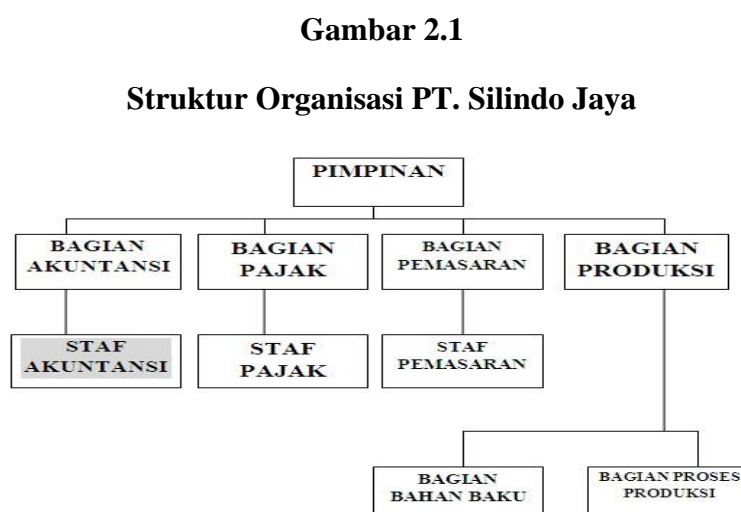 Gambar 2.1
Struktur Organisasi PT. Silindo Jaya
PIMPINAN
BAGIAN
AKUNTANSI
BAGIAN
PAJAK
BAGIAN
PEMASARAN
BAGIAN
PRODUKSI
STAF
AKUNTANSI
STAF
PAJAK
STAF
PEMASARAN
BAGIAN
BAHAN BAKU
BAGIAN PROSES
PRODUKSI